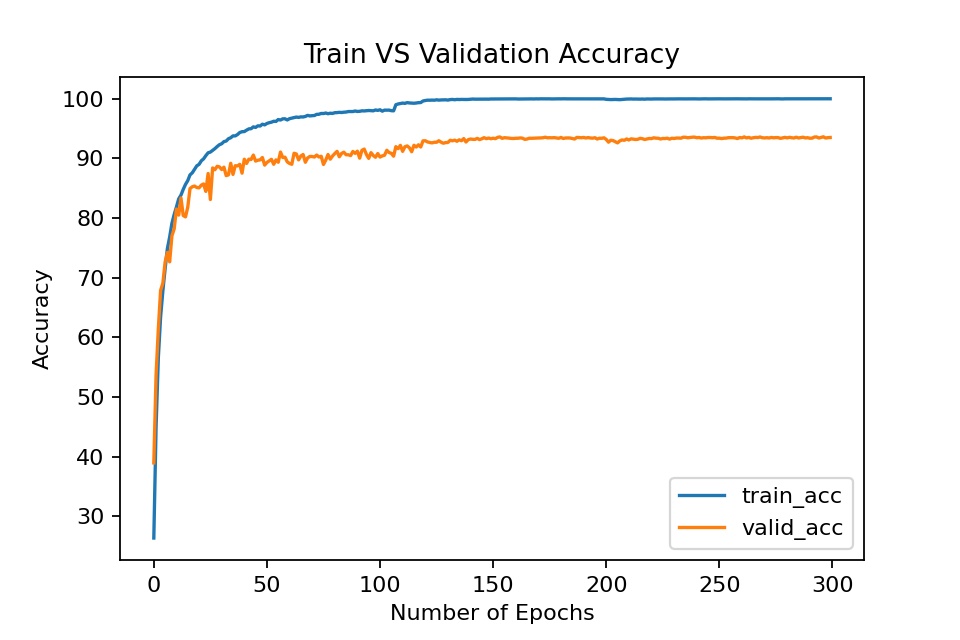 Train VS Validation Accuracy
100
90
80
70
60
50
40
30
Accuracy
train_acc
valid_acc
0 50 100 150 200 250 300
Number of Epochs